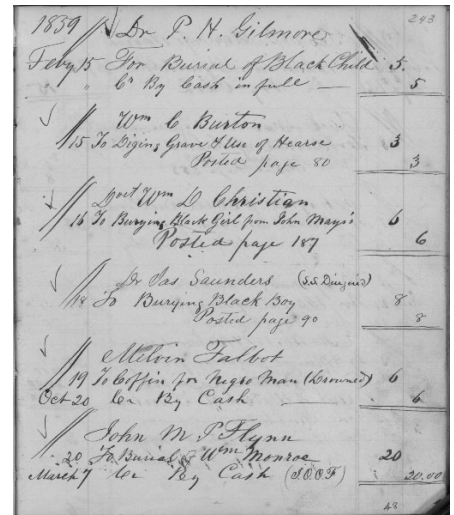 243
1859 Dr P. H. Gilmore
Feby 15 For Burial of Black Child 5.
" Cr By Cash in full — 5
Wm C Burton
15 To Diging Grave & Use of Hearse 3
Posted page 80 3
Doct Wm D Christian
16 To Burying Black Girl from John Mays's 6
Posted page 187 6
Dr Jas Saunders
18 To Burying Black Boy 8
Posted page 90 8
Melvin Talbot
19 To Coffin for Negro Man (Drowned) 6
Oct 20 Cr By Cash — 6
John M P Flynn
20 To Burial of Wm Monroe 20
March 7 Cr By Cash (I.O.O.F) 20.00
43